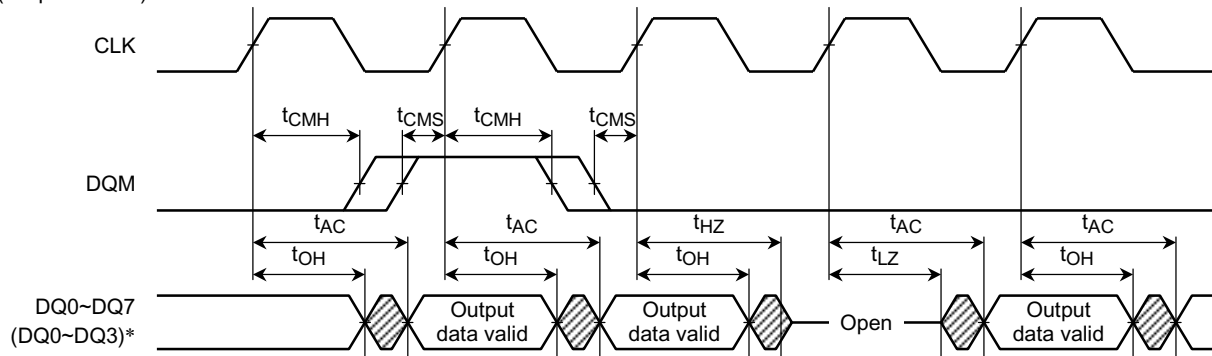 CLK
tCMH tCMS tCMH tCMS
DQM
tAC tAC tHZ tAC tAC
tOH tOH tOH tLZ tOH
DQ0~DQ7
(DQ0~DQ3)*
Output
data valid
Output
data valid
Open
Output
data valid